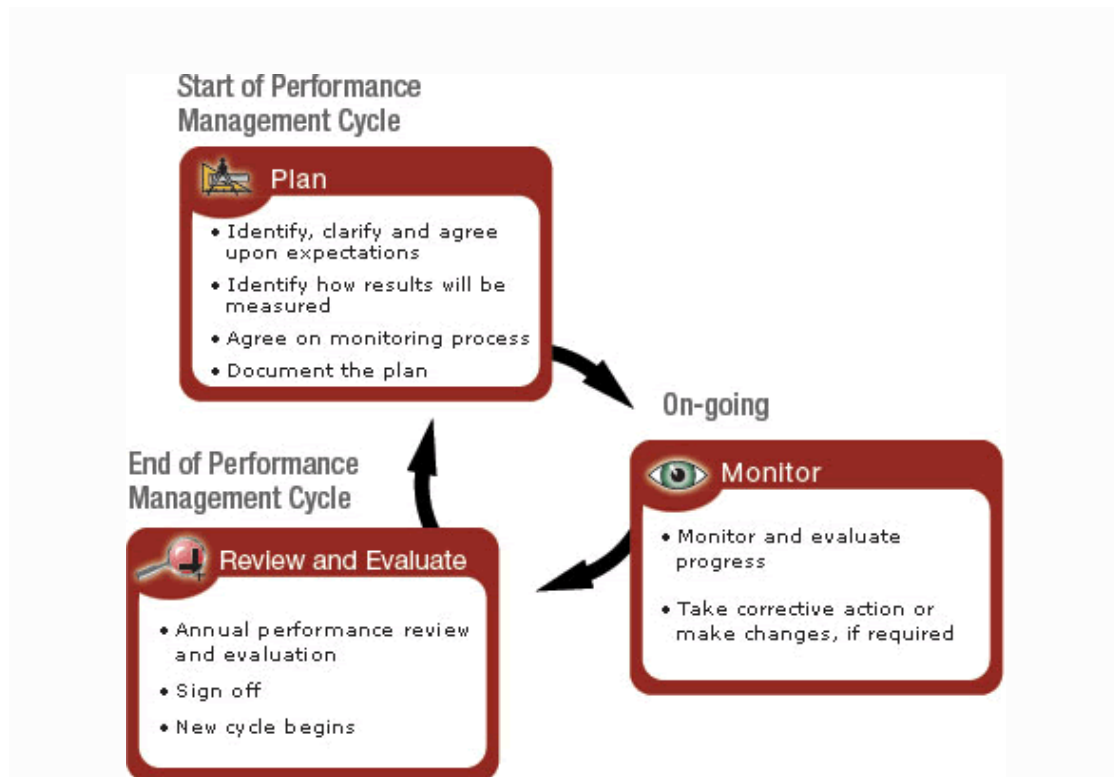 Start of Performance
Management Cycle
Plan
• Identify, clarify and agree
upon expectations
• Identify how results will be
measured
• Agree on monitoring process
• Document the plan
On-going
Monitor
• Monitor and evaluate
progress
• Take corrective action or
make changes, if required
End of Performance
Management Cycle
Review and Evaluate
• Annual performance review
and evaluation
• Sign off
• New cycle begins